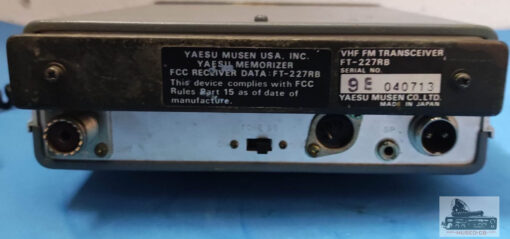 YAESU MUSEN USA, INC.
YAESU MEMORIZER
FCC RECEIVER DATA: FT-227RB
This device complies with FCC
Rules Part 15 as of date of
manufacture.
VHF FM TRANSCEIVER
FT-227RB
SERIAL NO.
9E 040713
YAESU MUSEN CO., LTD.
MADE IN JAPAN
SP